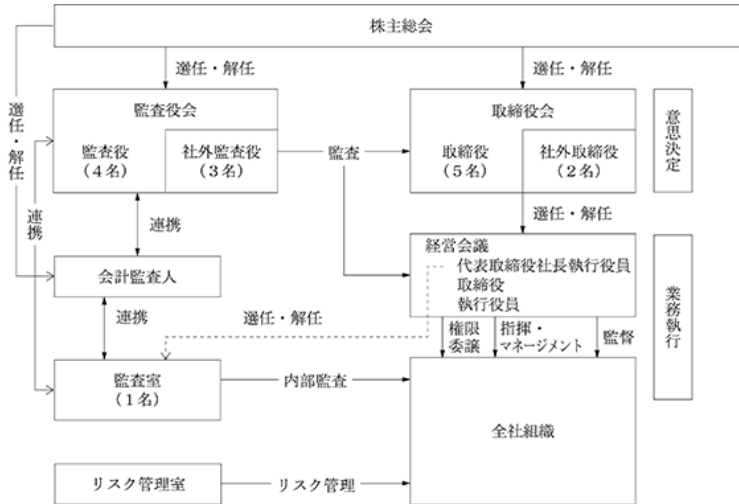 株主総会
選任・解任
選任・解任
選任・解任
監査役会
監査役
（4名）
社外監査役
（3名）
監査
取締役会
取締役
（5名）
社外取締役
（2名）
意思決定
連携
連携
選任・解任
会計監査人
経営会議
代表取締役社長執行役員
取締役
執行役員
業務執行
連携
選任・解任
権限
委譲
指揮・
マネージメント
監督
監査室
（1名）
内部監査
全社組織
リスク管理室
リスク管理